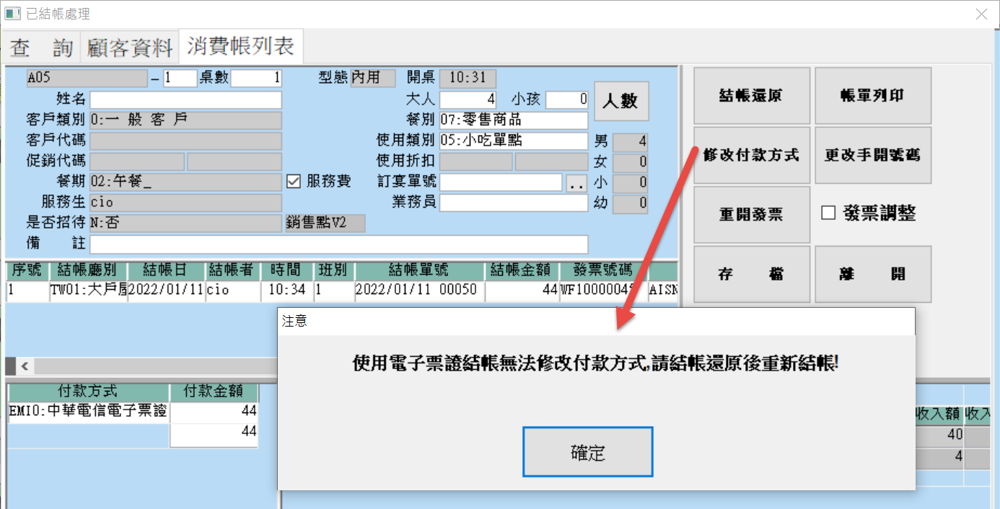 已結帳處理
查 詢 顧客資料 消費帳列表
A05 - 1 桌數 1 型態 內用 開桌 10:31
姓名 大人 4 小孩 0 人數
客戶類別 0:一 般 客 戶 餐別 07:零售商品
客戶代碼 使用類別 05:小吃單點 男 4
促銷代碼 使用折扣 女 0
餐期 02:午餐_ 服務費 訂宴單號 .. 小 0
服務生 cio 業務員 幼 0
是否招待 N:否 銷售點V2
備 註
結帳還原 帳單列印
修改付款方式 更改手開號碼
重開發票 發票調整
存 檔 離 開
序號 結帳廳別 結帳日 結帳者 時間 班別 結帳單號 結帳金額 發票號碼
1 TW01:大戶 2022/01/11 cio 10:34 1 2022/01/11 00050 44 WF1000004 AISN
注意
使用電子票證結帳無法修改付款方式,請結帳還原後重新結帳!
確定
付款方式 付款金額
EMI0:中華電信電子票證 44
44
收入額 收入
40
4